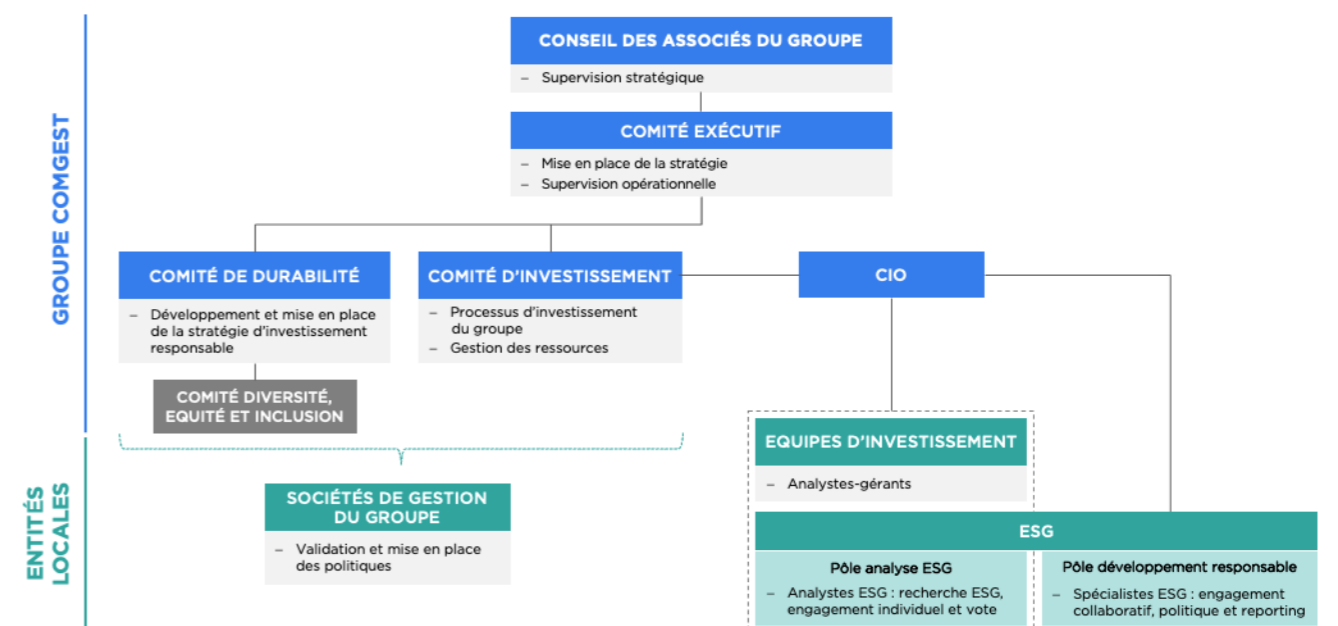 CONSEIL DES ASSOCIÉS DU GROUPE
– Supervision stratégique
COMITÉ EXÉCUTIF
– Mise en place de la stratégie
– Supervision opérationnelle
GROUPE COMGEST
COMITÉ DE DURABILITÉ
– Développement et mise en place
de la stratégie d'investissement
responsable
COMITÉ DIVERSITÉ,
EQUITÉ ET INCLUSION
COMITÉ D'INVESTISSEMENT
– Processus d'investissement
du groupe
– Gestion des ressources
CIO
ENTITÉS
LOCALES
SOCIÉTÉS DE GESTION
DU GROUPE
– Validation et mise en place
des politiques
EQUIPES D'INVESTISSEMENT
– Analystes-gérants
ESG
Pôle analyse ESG
– Analystes ESG : recherche ESG,
engagement individuel et vote
Pôle développement responsable
– Spécialistes ESG : engagement
collaboratif, politique et reporting